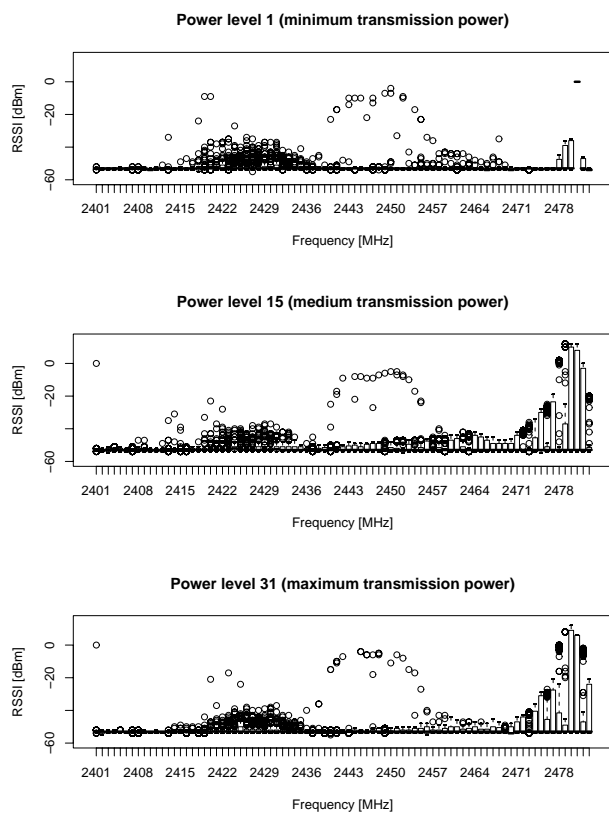 Power level 1 (minimum transmission power)
RSSI [dBm]
0
−20
−60
2401 2408 2415 2422 2429 2436 2443 2450 2457 2464 2471 2478
Frequency [MHz]
Power level 15 (medium transmission power)
RSSI [dBm]
0
−20
−60
2401 2408 2415 2422 2429 2436 2443 2450 2457 2464 2471 2478
Frequency [MHz]
Power level 31 (maximum transmission power)
RSSI [dBm]
0
−20
−60
2401 2408 2415 2422 2429 2436 2443 2450 2457 2464 2471 2478
Frequency [MHz]